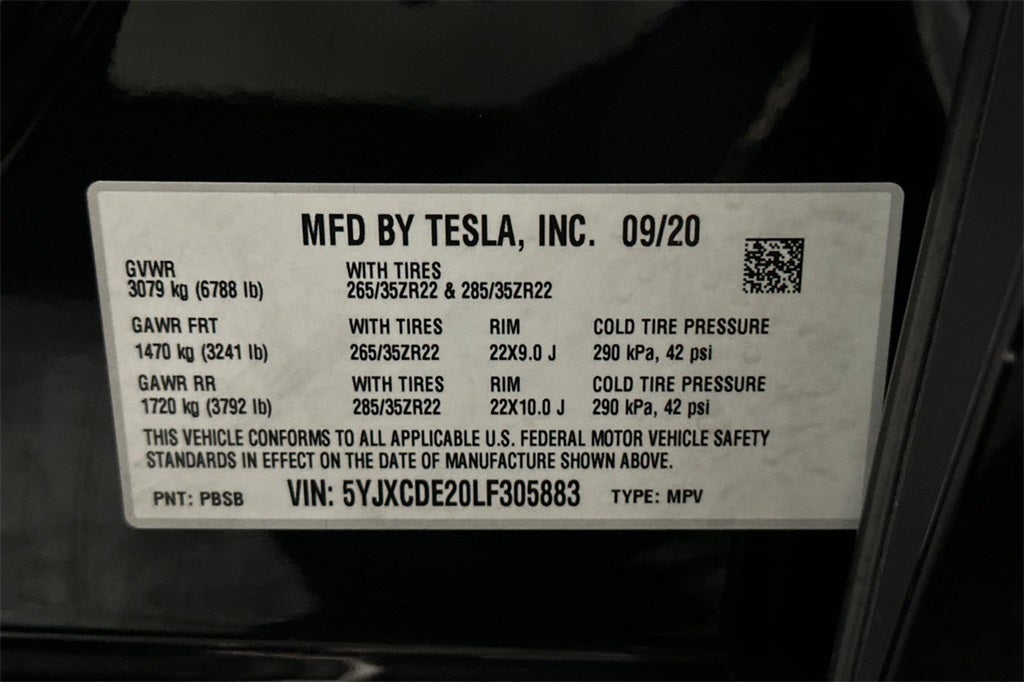 MFD BY TESLA, INC. 09/20
GVWR WITH TIRES
3079 kg (6788 lb) 265/35ZR22 & 285/35ZR22
GAWR FRT WITH TIRES RIM COLD TIRE PRESSURE
1470 kg (3241 lb) 265/35ZR22 22X9.0 J 290 kPa, 42 psi
GAWR RR WITH TIRES RIM COLD TIRE PRESSURE
1720 kg (3792 lb) 285/35ZR22 22X10.0 J 290 kPa, 42 psi
THIS VEHICLE CONFORMS TO ALL APPLICABLE U.S. FEDERAL MOTOR VEHICLE SAFETY
STANDARDS IN EFFECT ON THE DATE OF MANUFACTURE SHOWN ABOVE.
PNT: PBSB VIN: 5YJXCDE20LF305883 TYPE: MPV